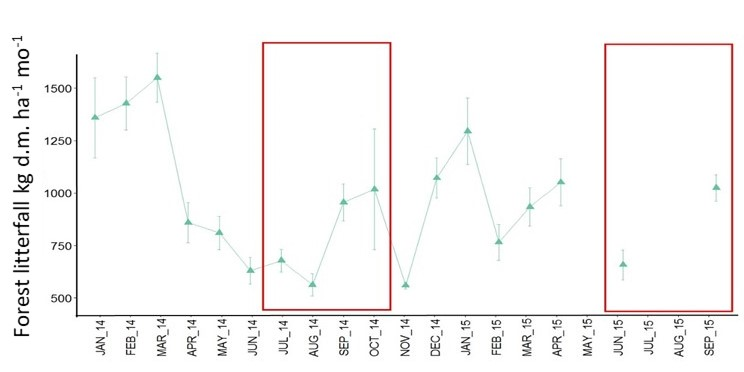 Forest litterfall kg d.m. ha-1 mo-1
1500
1250
1000
750
500
JAN_14
FEB_14
MAR_14
APR_14
MAY_14
JUN_14
JUL_14
AUG_14
SEP_14
OCT_14
NOV_14
DEC_14
JAN_15
FEB_15
MAR_15
APR_15
MAY_15
JUN_15
JUL_15
AUG_15
SEP_15